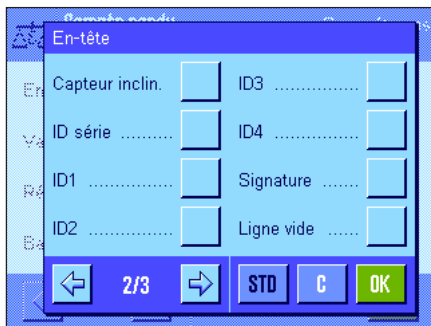 En-tête
Capteur inclin.
ID série ..........
ID1 ................
ID2 ................
ID3 ................
ID4 ................
Signature .......
Ligne vide ......
2/3
STD
C
OK